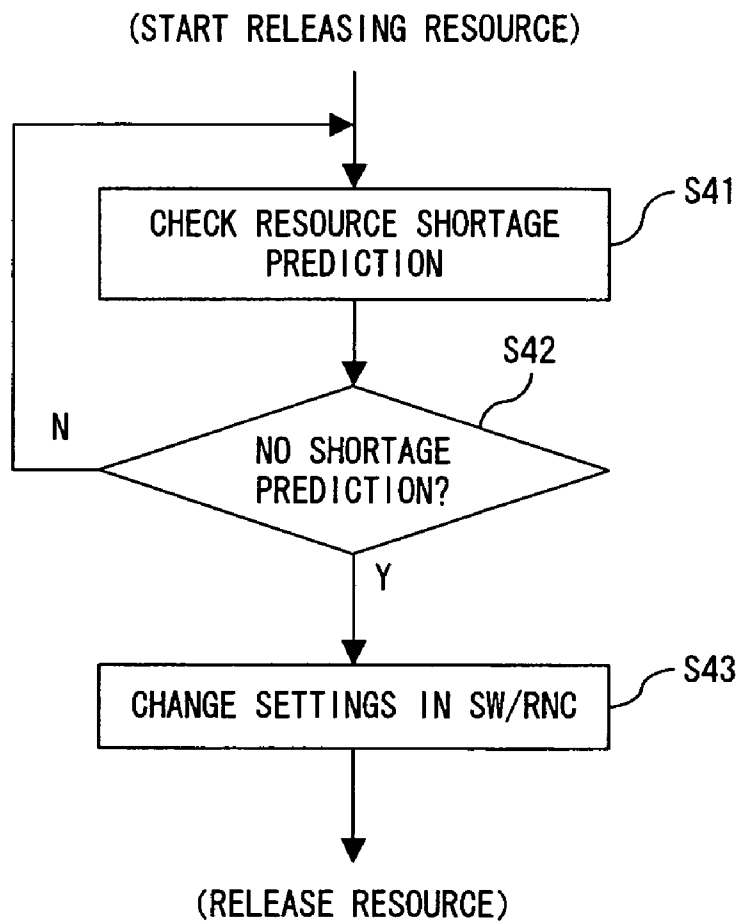 (START RELEASING RESOURCE)
S41
CHECK RESOURCE SHORTAGE
PREDICTION
S42
N
NO SHORTAGE
PREDICTION?
Y
S43
CHANGE SETTINGS IN SW/RNC
(RELEASE RESOURCE)